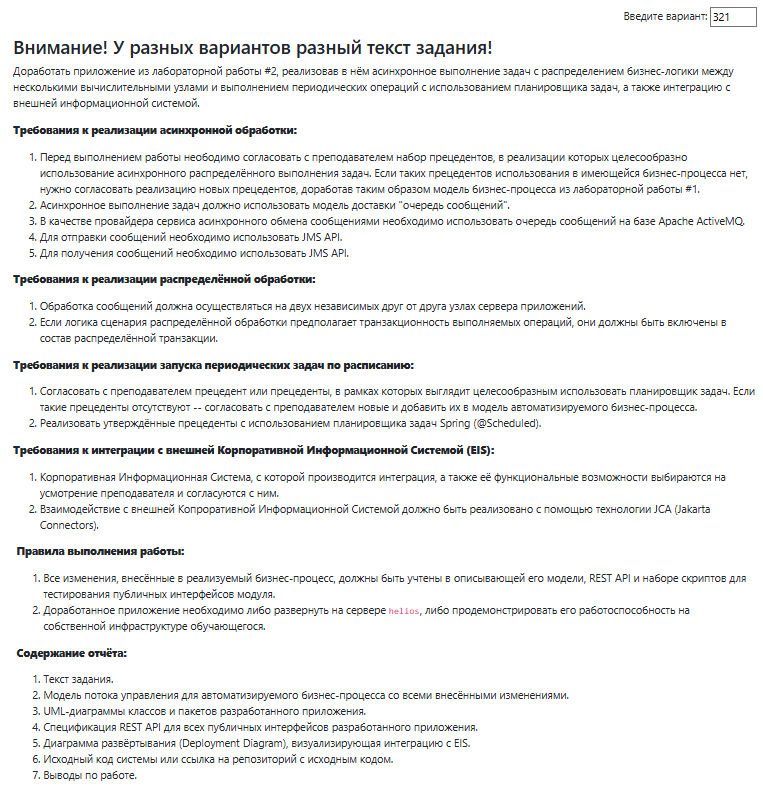 Введите вариант: 321
Внимание! У разных вариантов разный текст задания!
Доработать приложение из лабораторной работы #2, реализовав в нём асинхронное выполнение задач с распределением бизнес-логики между
несколькими вычислительными узлами и выполнением периодических операций с использованием планировщика задач, а также интеграцию с
внешней информационной системой.
Требования к реализации асинхронной обработки:
1. Перед выполнением работы необходимо согласовать с преподавателем набор прецедентов, в реализации которых целесообразно
использование асинхронного распределённого выполнения задач. Если таких прецедентов использования в имеющейся бизнес-процесса нет,
нужно согласовать реализацию новых прецедентов, доработав таким образом модель бизнес-процесса из лабораторной работы #1.
2. Асинхронное выполнение задач должно использовать модель доставки "очередь сообщений".
3. В качестве провайдера сервиса асинхронного обмена сообщениями необходимо использовать очередь сообщений на базе Apache ActiveMQ.
4. Для отправки сообщений необходимо использовать JMS API.
5. Для получения сообщений необходимо использовать JMS API.
Требования к реализации распределённой обработки:
1. Обработка сообщений должна осуществляться на двух независимых друг от друга узлах сервера приложений.
2. Если логика сценария распределённой обработки предполагает транзакционность выполняемых операций, они должны быть включены в
состав распределённой транзакции.
Требования к реализации запуска периодических задач по расписанию:
1. Согласовать с преподавателем прецедент или прецеденты, в рамках которых выглядит целесообразным использовать планировщик задач. Если
такие прецеденты отсутствуют -- согласовать с преподавателем новые и добавить их в модель автоматизируемого бизнес-процесса.
2. Реализовать утверждённые прецеденты с использованием планировщика задач Spring (@Scheduled).
Требования к интеграции с внешней Корпоративной Информационной Системой (EIS):
1. Корпоративная Информационная Система, с которой производится интеграция, а также её функциональные возможности выбираются на
усмотрение преподавателя и согласуются с ним.
2. Взаимодействие с внешней Копроративной Информационной Системой должно быть реализовано с помощью технологии JCA (Jakarta
Connectors).
Правила выполнения работы:
1. Все изменения, внесённые в реализуемый бизнес-процесс, должны быть учтены в описывающей его модели, REST API и наборе скриптов для
тестирования публичных интерфейсов модуля.
2. Доработанное приложение необходимо либо развернуть на сервере helios, либо продемонстрировать его работоспособность на
собственной инфраструктуре обучающегося.
Содержание отчёта:
1. Текст задания.
2. Модель потока управления для автоматизируемого бизнес-процесса со всеми внесёнными изменениями.
3. UML-диаграммы классов и пакетов разработанного приложения.
4. Спецификация REST API для всех публичных интерфейсов разработанного приложения.
5. Диаграмма развёртывания (Deployment Diagram), визуализирующая интеграцию с EIS.
6. Исходный код системы или ссылка на репозиторий с исходным кодом.
7. Выводы по работе.